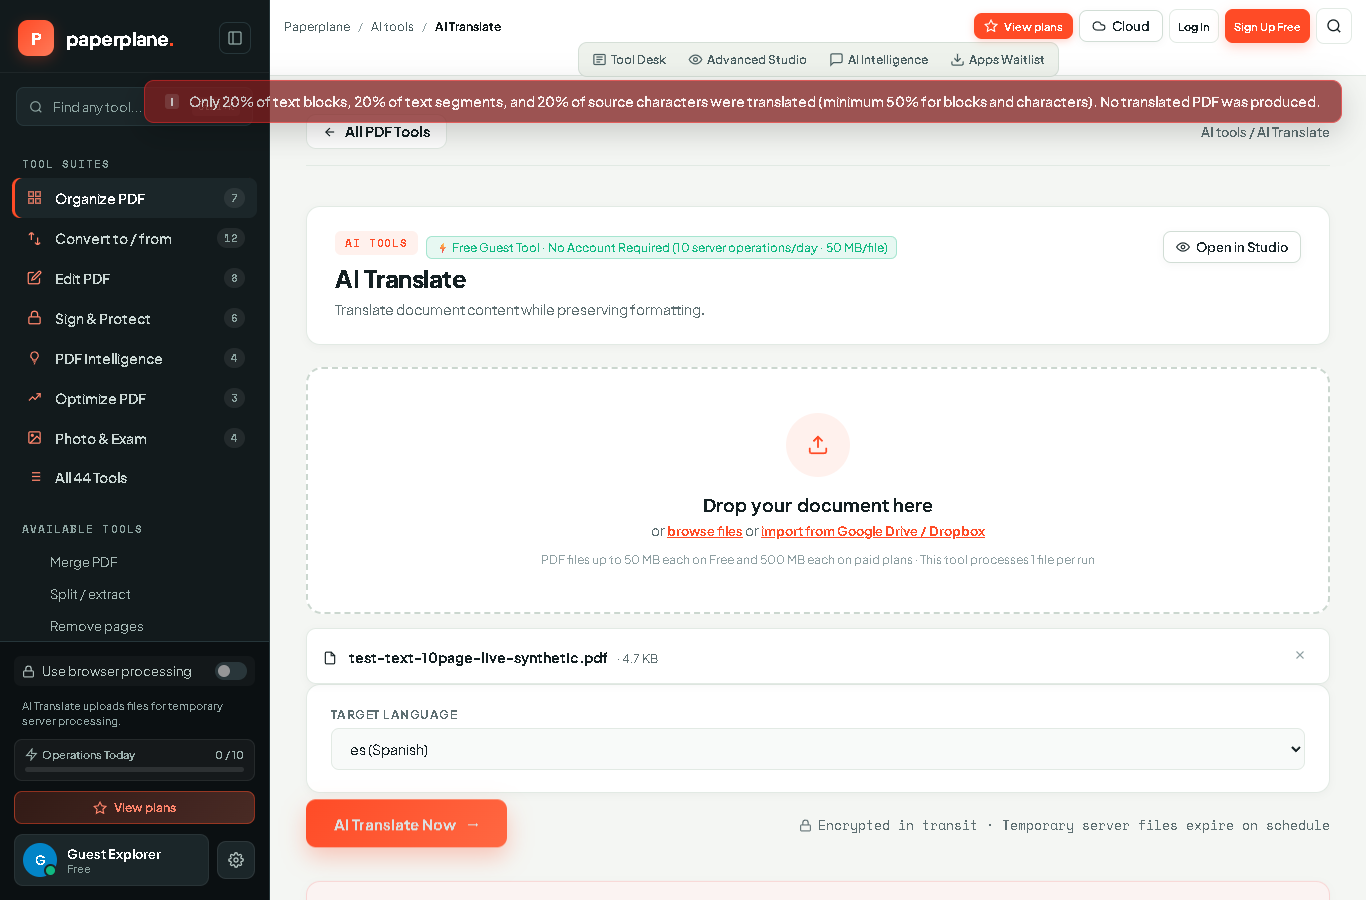 P paperplane.
Paperplane / AI tools / AI Translate
View plans
Cloud
Log In
Sign Up Free
Tool Desk
Advanced Studio
AI Intelligence
Apps Waitlist
Find any tool...
! Only 20% of text blocks, 20% of text segments, and 20% of source characters were translated (minimum 50% for blocks and characters). No translated PDF was produced.
← All PDF Tools
AI tools / AI Translate
TOOL SUITES
Organize PDF 7
Convert to / from 12
Edit PDF 8
Sign & Protect 6
PDF Intelligence 4
Optimize PDF 3
Photo & Exam 4
All 44 Tools
AVAILABLE TOOLS
Merge PDF
Split / extract
Remove pages
Use browser processing
AI Translate uploads files for temporary
server processing.
Operations Today 0 / 10
View plans
G Guest Explorer
Free
AI TOOLS
Free Guest Tool · No Account Required (10 server operations/day · 50 MB/file)
Open in Studio
AI Translate
Translate document content while preserving formatting.
Drop your document here
or browse files or import from Google Drive / Dropbox
PDF files up to 50 MB each on Free and 500 MB each on paid plans · This tool processes 1 file per run
test-text-10page-live-synthetic.pdf · 4.7 KB ×
TARGET LANGUAGE
es (Spanish)
AI Translate Now →
Encrypted in transit · Temporary server files expire on schedule